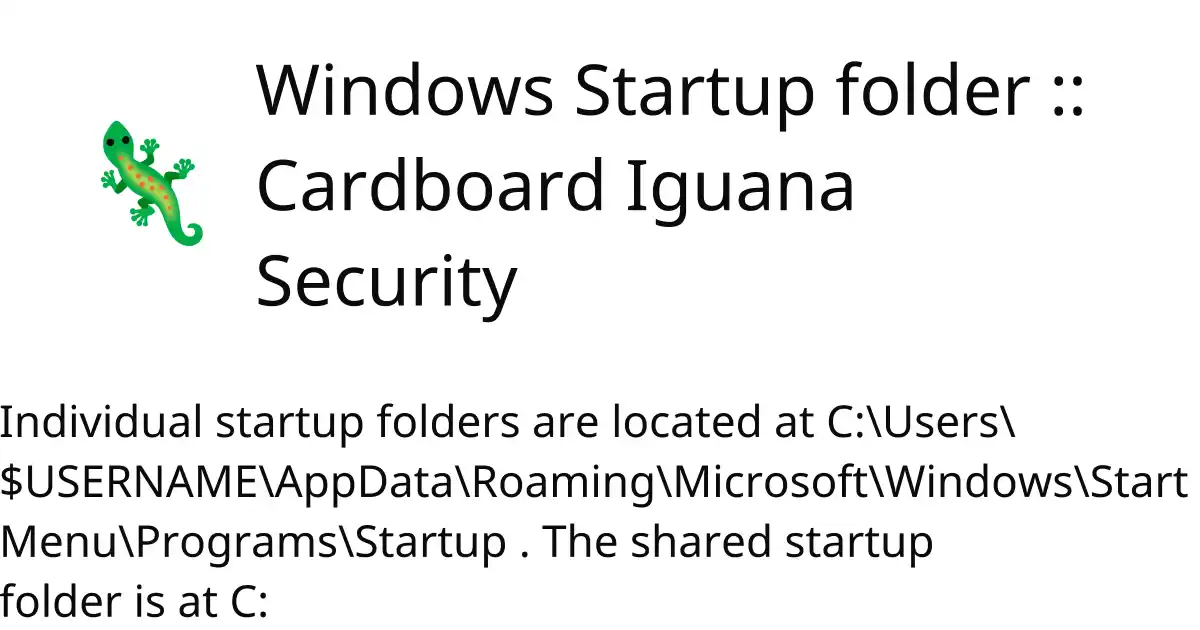 Windows Startup folder ::
Cardboard Iguana
Security
Individual startup folders are located at C:\Users\
$USERNAME\AppData\Roaming\Microsoft\Windows\Start
Menu\Programs\Startup . The shared startup
folder is at C: